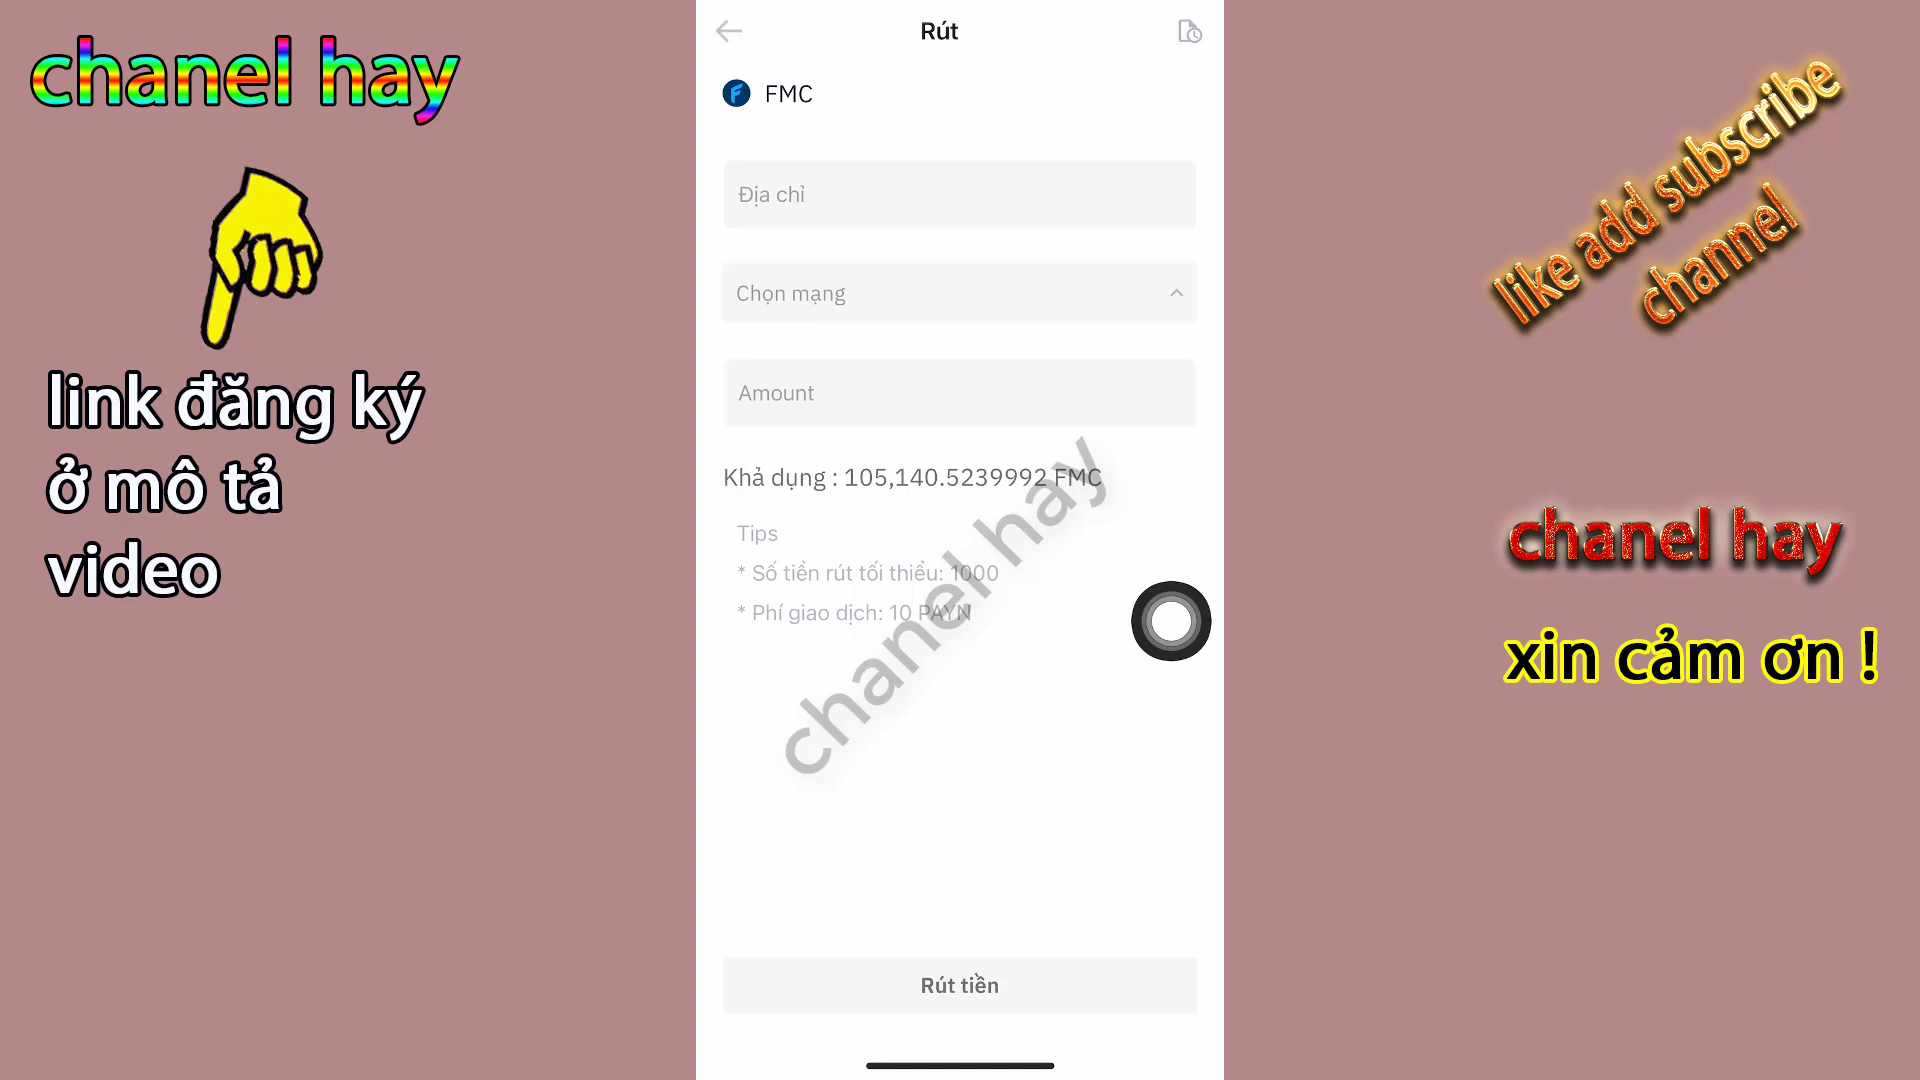 chanel hay
link đăng ký
ở mô tả
video
Rút
FMC
Địa chỉ
Chọn mạng
Amount
Khả dụng : 105,140.5239992 FMC
Tips
* Số tiền rút tối thiểu: 1000
* Phí giao dịch: 10 PAYN
chanel hay
Rút tiền
like add subscribe
channel
chanel hay
xin cảm ơn !